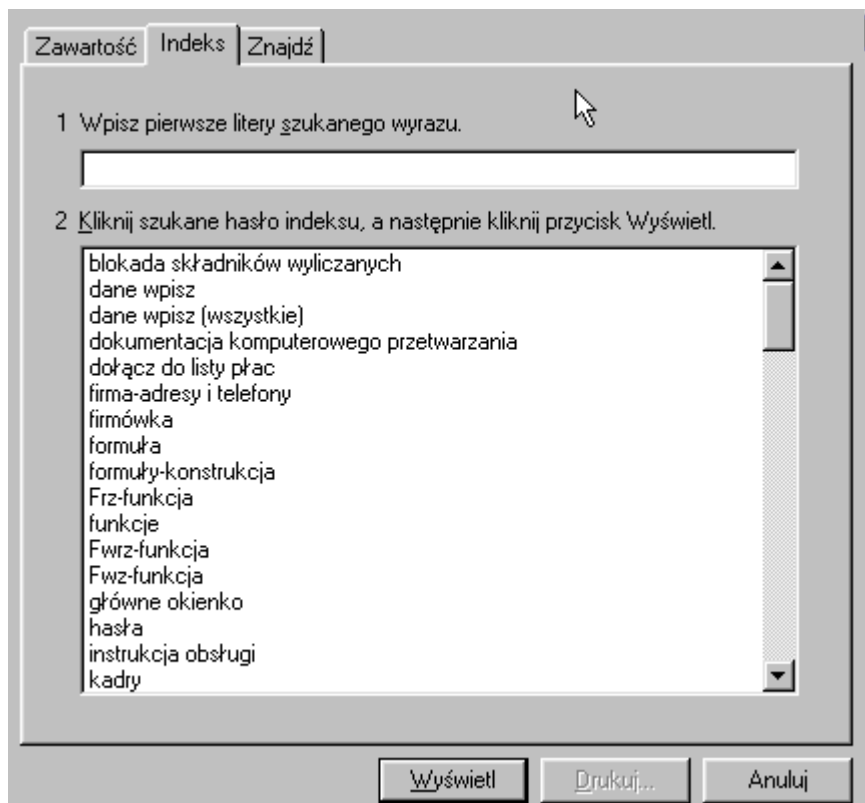 Zawartość Indeks Znajdź
1 Wpisz pierwsze litery szukanego wyrazu.
2 Kliknij szukane hasło indeksu, a następnie kliknij przycisk Wyświetl.
blokada składników wyliczanych
dane wpisz
dane wpisz (wszystkie)
dokumentacja komputerowego przetwarzania
dołącz do listy płac
firma-adresy i telefony
firmówka
formuła
formuły-konstrukcja
Frz-funkcja
funkcje
Fwrz-funkcja
Fwz-funkcja
główne okienko
hasła
instrukcja obsługi
kadry
Wyświetl Drukuj... Anuluj